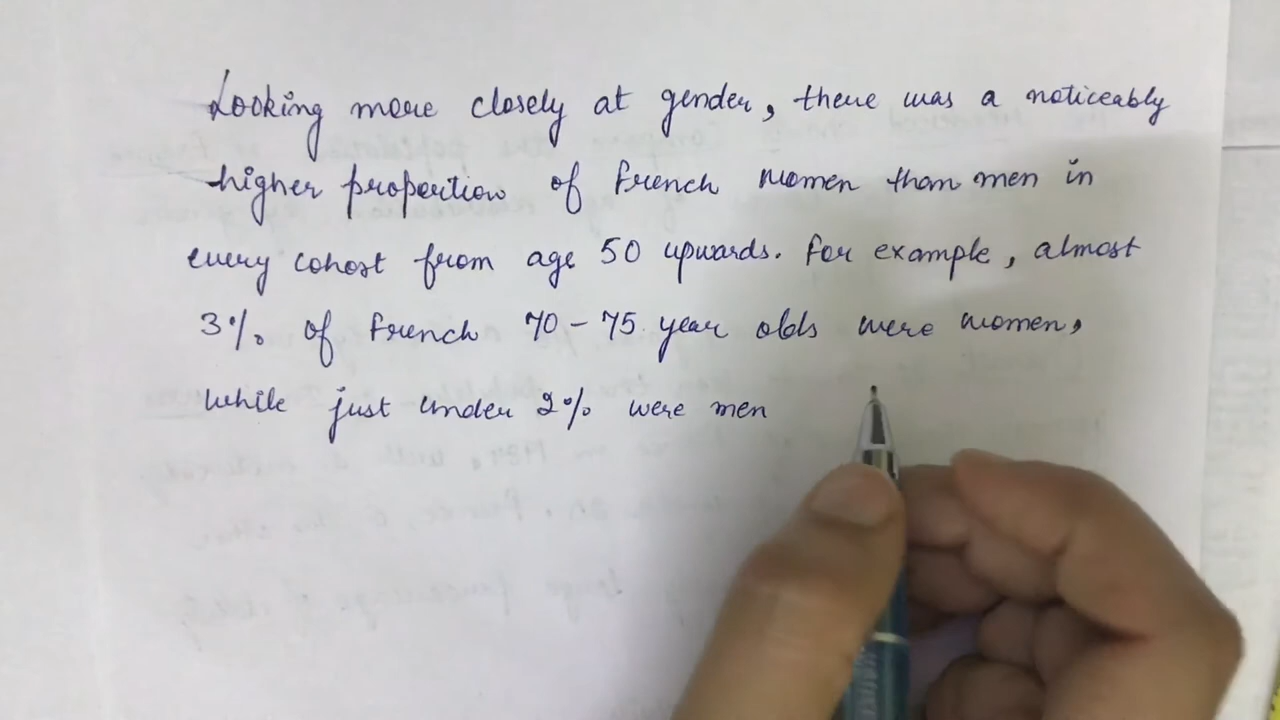 Looking more closely at gender, there was a noticeably
higher proportion of French women than men in
every cohort from age 50 upwards. For example, almost
3% of French 70-75 year olds were women,
while just under 2% were men